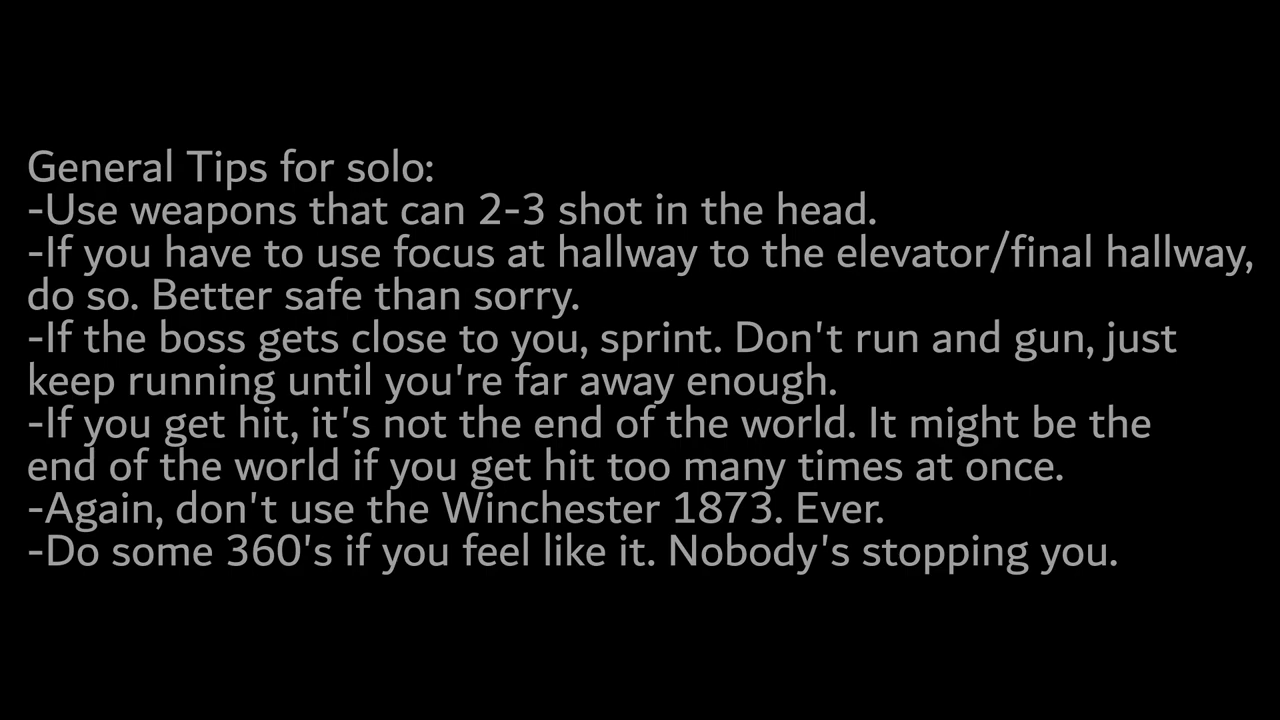 General Tips for solo:
-Use weapons that can 2-3 shot in the head.
-If you have to use focus at hallway to the elevator/final hallway,
do so. Better safe than sorry.
-If the boss gets close to you, sprint. Don't run and gun, just
keep running until you're far away enough.
-If you get hit, it's not the end of the world. It might be the
end of the world if you get hit too many times at once.
-Again, don't use the Winchester 1873. Ever.
-Do some 360's if you feel like it. Nobody's stopping you.